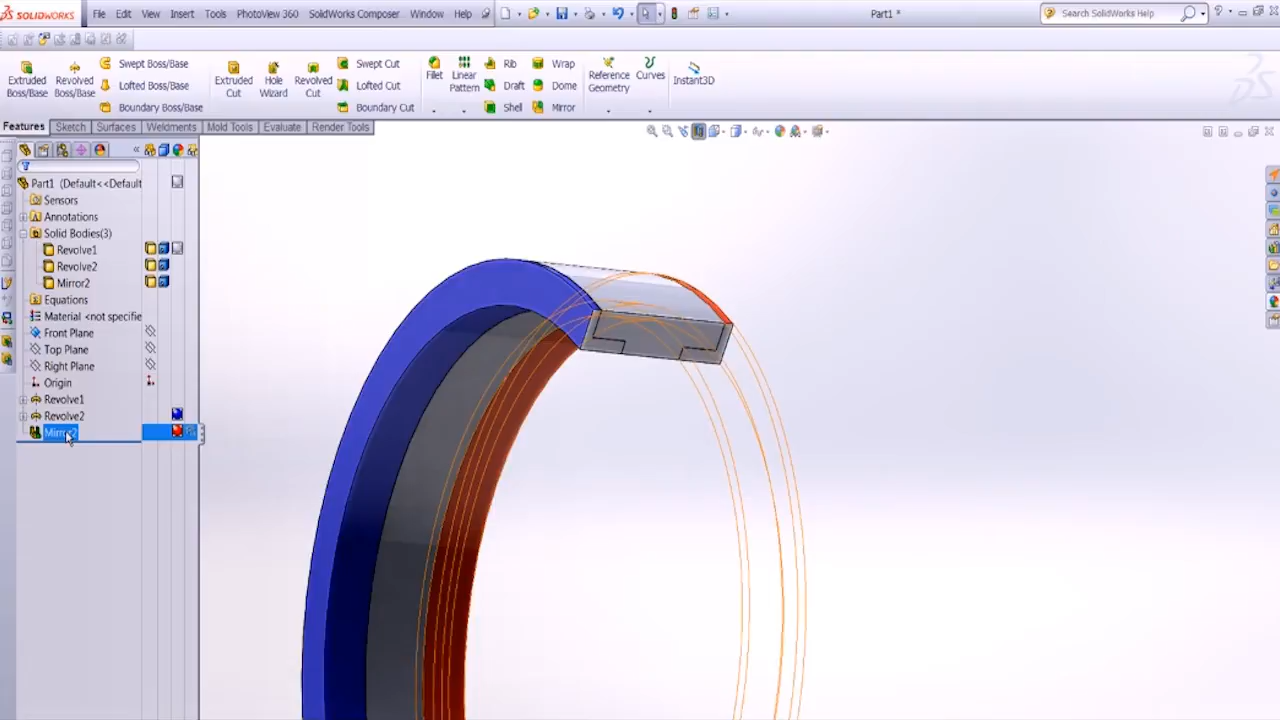 SOLIDWORKS File Edit View Insert Tools PhotoView 360 SolidWorks Composer Window Help Part1 * Search SolidWorks Help
Extruded Boss/Base Revolved Boss/Base Swept Boss/Base Lofted Boss/Base Boundary Boss/Base Extruded Cut Hole Wizard Revolved Cut Swept Cut Lofted Cut Boundary Cut Fillet Linear Pattern Rib Draft Shell Wrap Dome Mirror Reference Geometry Curves Instant3D
Features Sketch Surfaces Weldments Mold Tools Evaluate Render Tools
Part1 (Default<<Default
Sensors
Annotations
Solid Bodies(3)
Revolve1
Revolve2
Mirror2
Equations
Material <not specifie
Front Plane
Top Plane
Right Plane
Origin
Revolve1
Revolve2
Mirror2